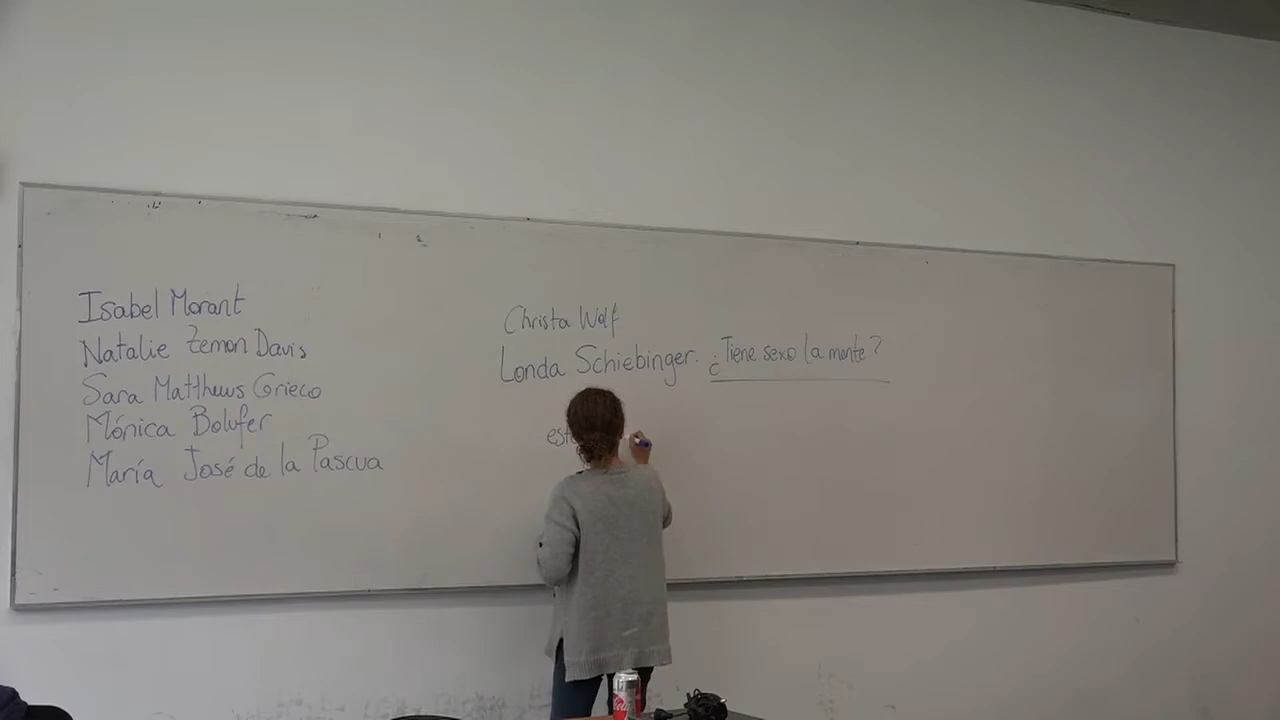 Isabel Morant
Natalie Zemon Davis
Sara Matthews Grieco
Mónica Bolufer
María José de la Pascua
Christa Wolf
Londa Schiebinger. ¿Tiene sexo la mente?